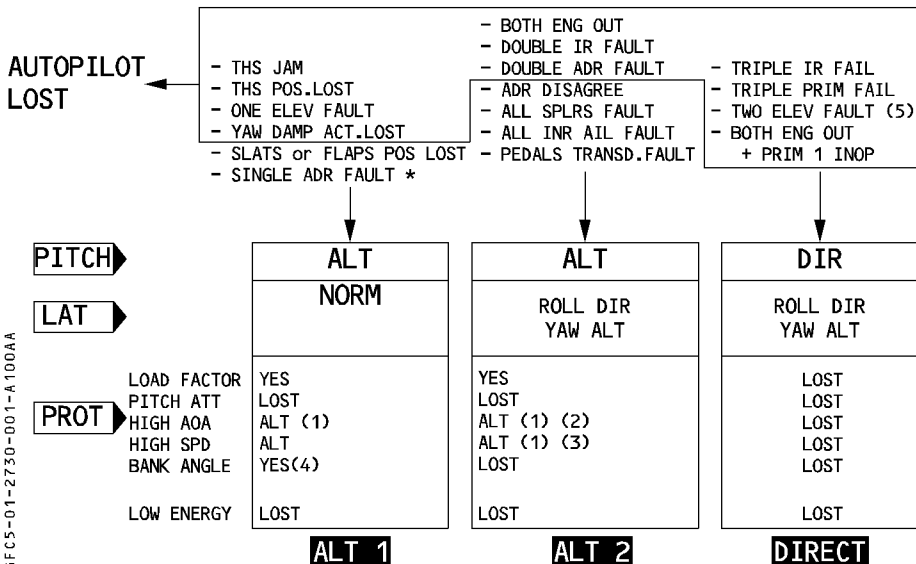 AUTOPILOT
LOST
- THS JAM
- THS POS.LOST
- ONE ELEV FAULT
- YAW DAMP ACT.LOST
- SLATS or FLAPS POS LOST
- SINGLE ADR FAULT *
- BOTH ENG OUT
- DOUBLE IR FAULT
- DOUBLE ADR FAULT
- ADR DISAGREE
- ALL SPLRS FAULT
- ALL INR AIL FAULT
- PEDALS TRANSD.FAULT
- TRIPLE IR FAIL
- TRIPLE PRIM FAIL
- TWO ELEV FAULT (5)
- BOTH ENG OUT
+ PRIM 1 INOP
PITCH ALT ALT DIR
LAT NORM ROLL DIR ROLL DIR
YAW ALT YAW ALT
PROT
LOAD FACTOR YES YES LOST
PITCH ATT LOST LOST LOST
HIGH AOA ALT (1) ALT (1) (2) LOST
HIGH SPD ALT ALT (1) (3) LOST
BANK ANGLE YES(4) LOST LOST
LOW ENERGY LOST LOST LOST
ALT 1 ALT 2 DIRECT
GFC5-01-2730-001-A100AA